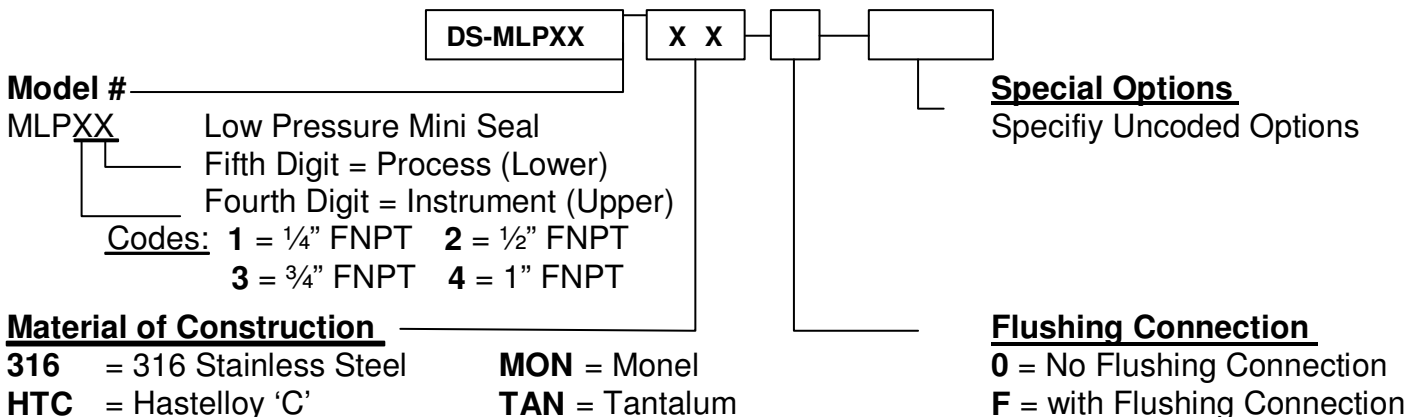 DS-MLPXX X X
Model # Special Options
MLPXX Low Pressure Mini Seal Specifiy Uncoded Options
Fifth Digit = Process (Lower)
Fourth Digit = Instrument (Upper)
Codes: 1 = ¼” FNPT 2 = ½” FNPT
3 = ¾” FNPT 4 = 1” FNPT
Material of Construction Flushing Connection
316 = 316 Stainless Steel MON = Monel 0 = No Flushing Connection
HTC = Hastelloy ‘C’ TAN = Tantalum F = with Flushing Connection